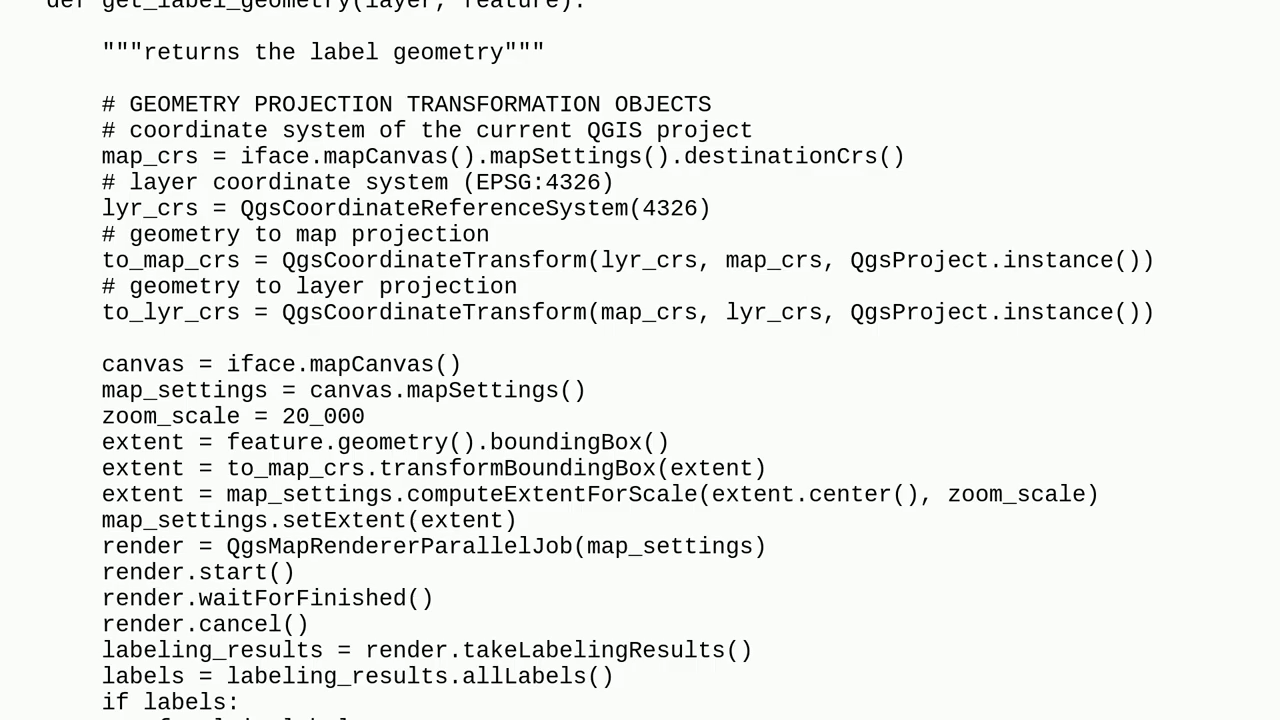 def get_label_geometry(layer, feature):
"""returns the label geometry"""
# GEOMETRY PROJECTION TRANSFORMATION OBJECTS
# coordinate system of the current QGIS project
map_crs = iface.mapCanvas().mapSettings().destinationCrs()
# layer coordinate system (EPSG:4326)
lyr_crs = QgsCoordinateReferenceSystem(4326)
# geometry to map projection
to_map_crs = QgsCoordinateTransform(lyr_crs, map_crs, QgsProject.instance())
# geometry to layer projection
to_lyr_crs = QgsCoordinateTransform(map_crs, lyr_crs, QgsProject.instance())
canvas = iface.mapCanvas()
map_settings = canvas.mapSettings()
zoom_scale = 20_000
extent = feature.geometry().boundingBox()
extent = to_map_crs.transformBoundingBox(extent)
extent = map_settings.computeExtentForScale(extent.center(), zoom_scale)
map_settings.setExtent(extent)
render = QgsMapRendererParallelJob(map_settings)
render.start()
render.waitForFinished()
render.cancel()
labeling_results = render.takeLabelingResults()
labels = labeling_results.allLabels()
if labels: